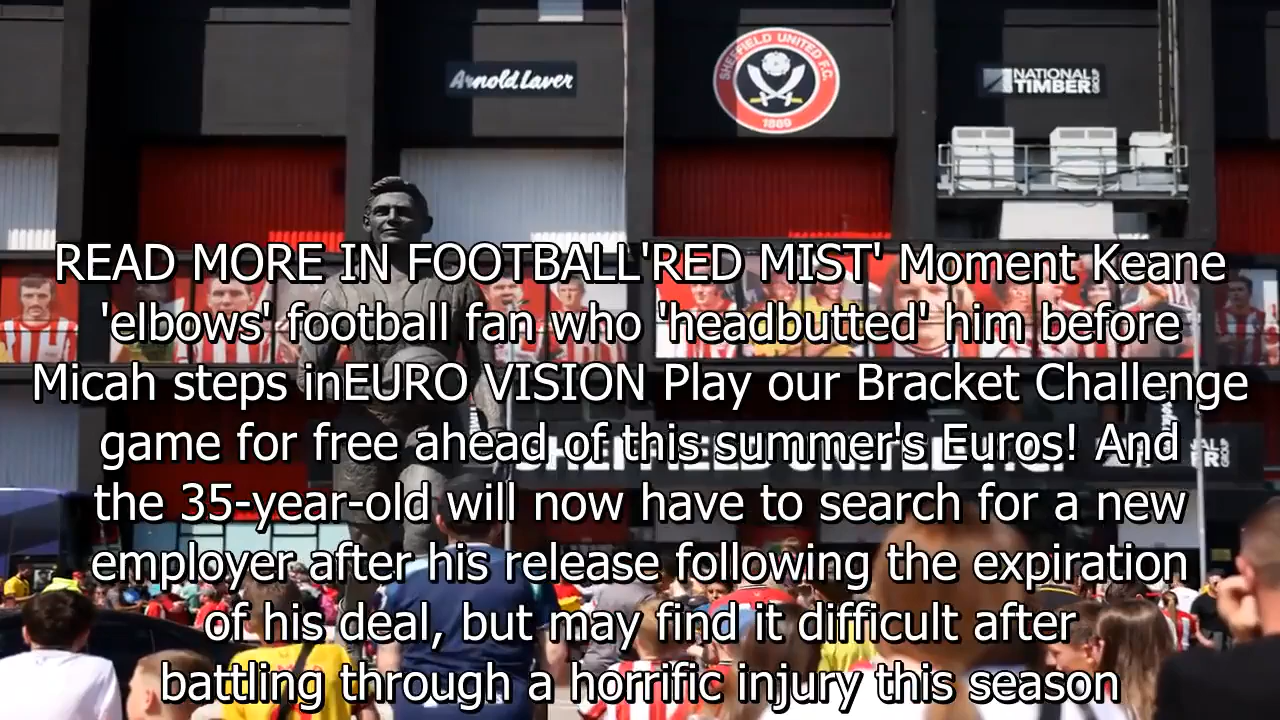 Arnold Laver
SHEFFIELD UNITED F.C.
1889
NATIONAL
TIMBER
GROUP
READ MORE IN FOOTBALL'RED MIST' Moment Keane
'elbows' football fan who 'headbutted' him before
Micah steps inEURO VISION Play our Bracket Challenge
game for free ahead of this summer's Euros! And
the 35-year-old will now have to search for a new
employer after his release following the expiration
of his deal, but may find it difficult after
battling through a horrific injury this season
SHEFFIELD UNITED F.C.